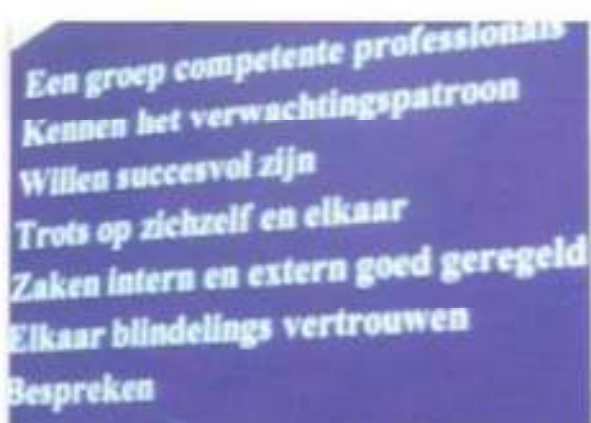 Een groep competente professionals
Kennen het verwachtingspatroon
Willen succesvol zijn
Trots op zichzelf en elkaar
Zaken intern en extern goed geregeld
Elkaar blindelings vertrouwen
Bespreken